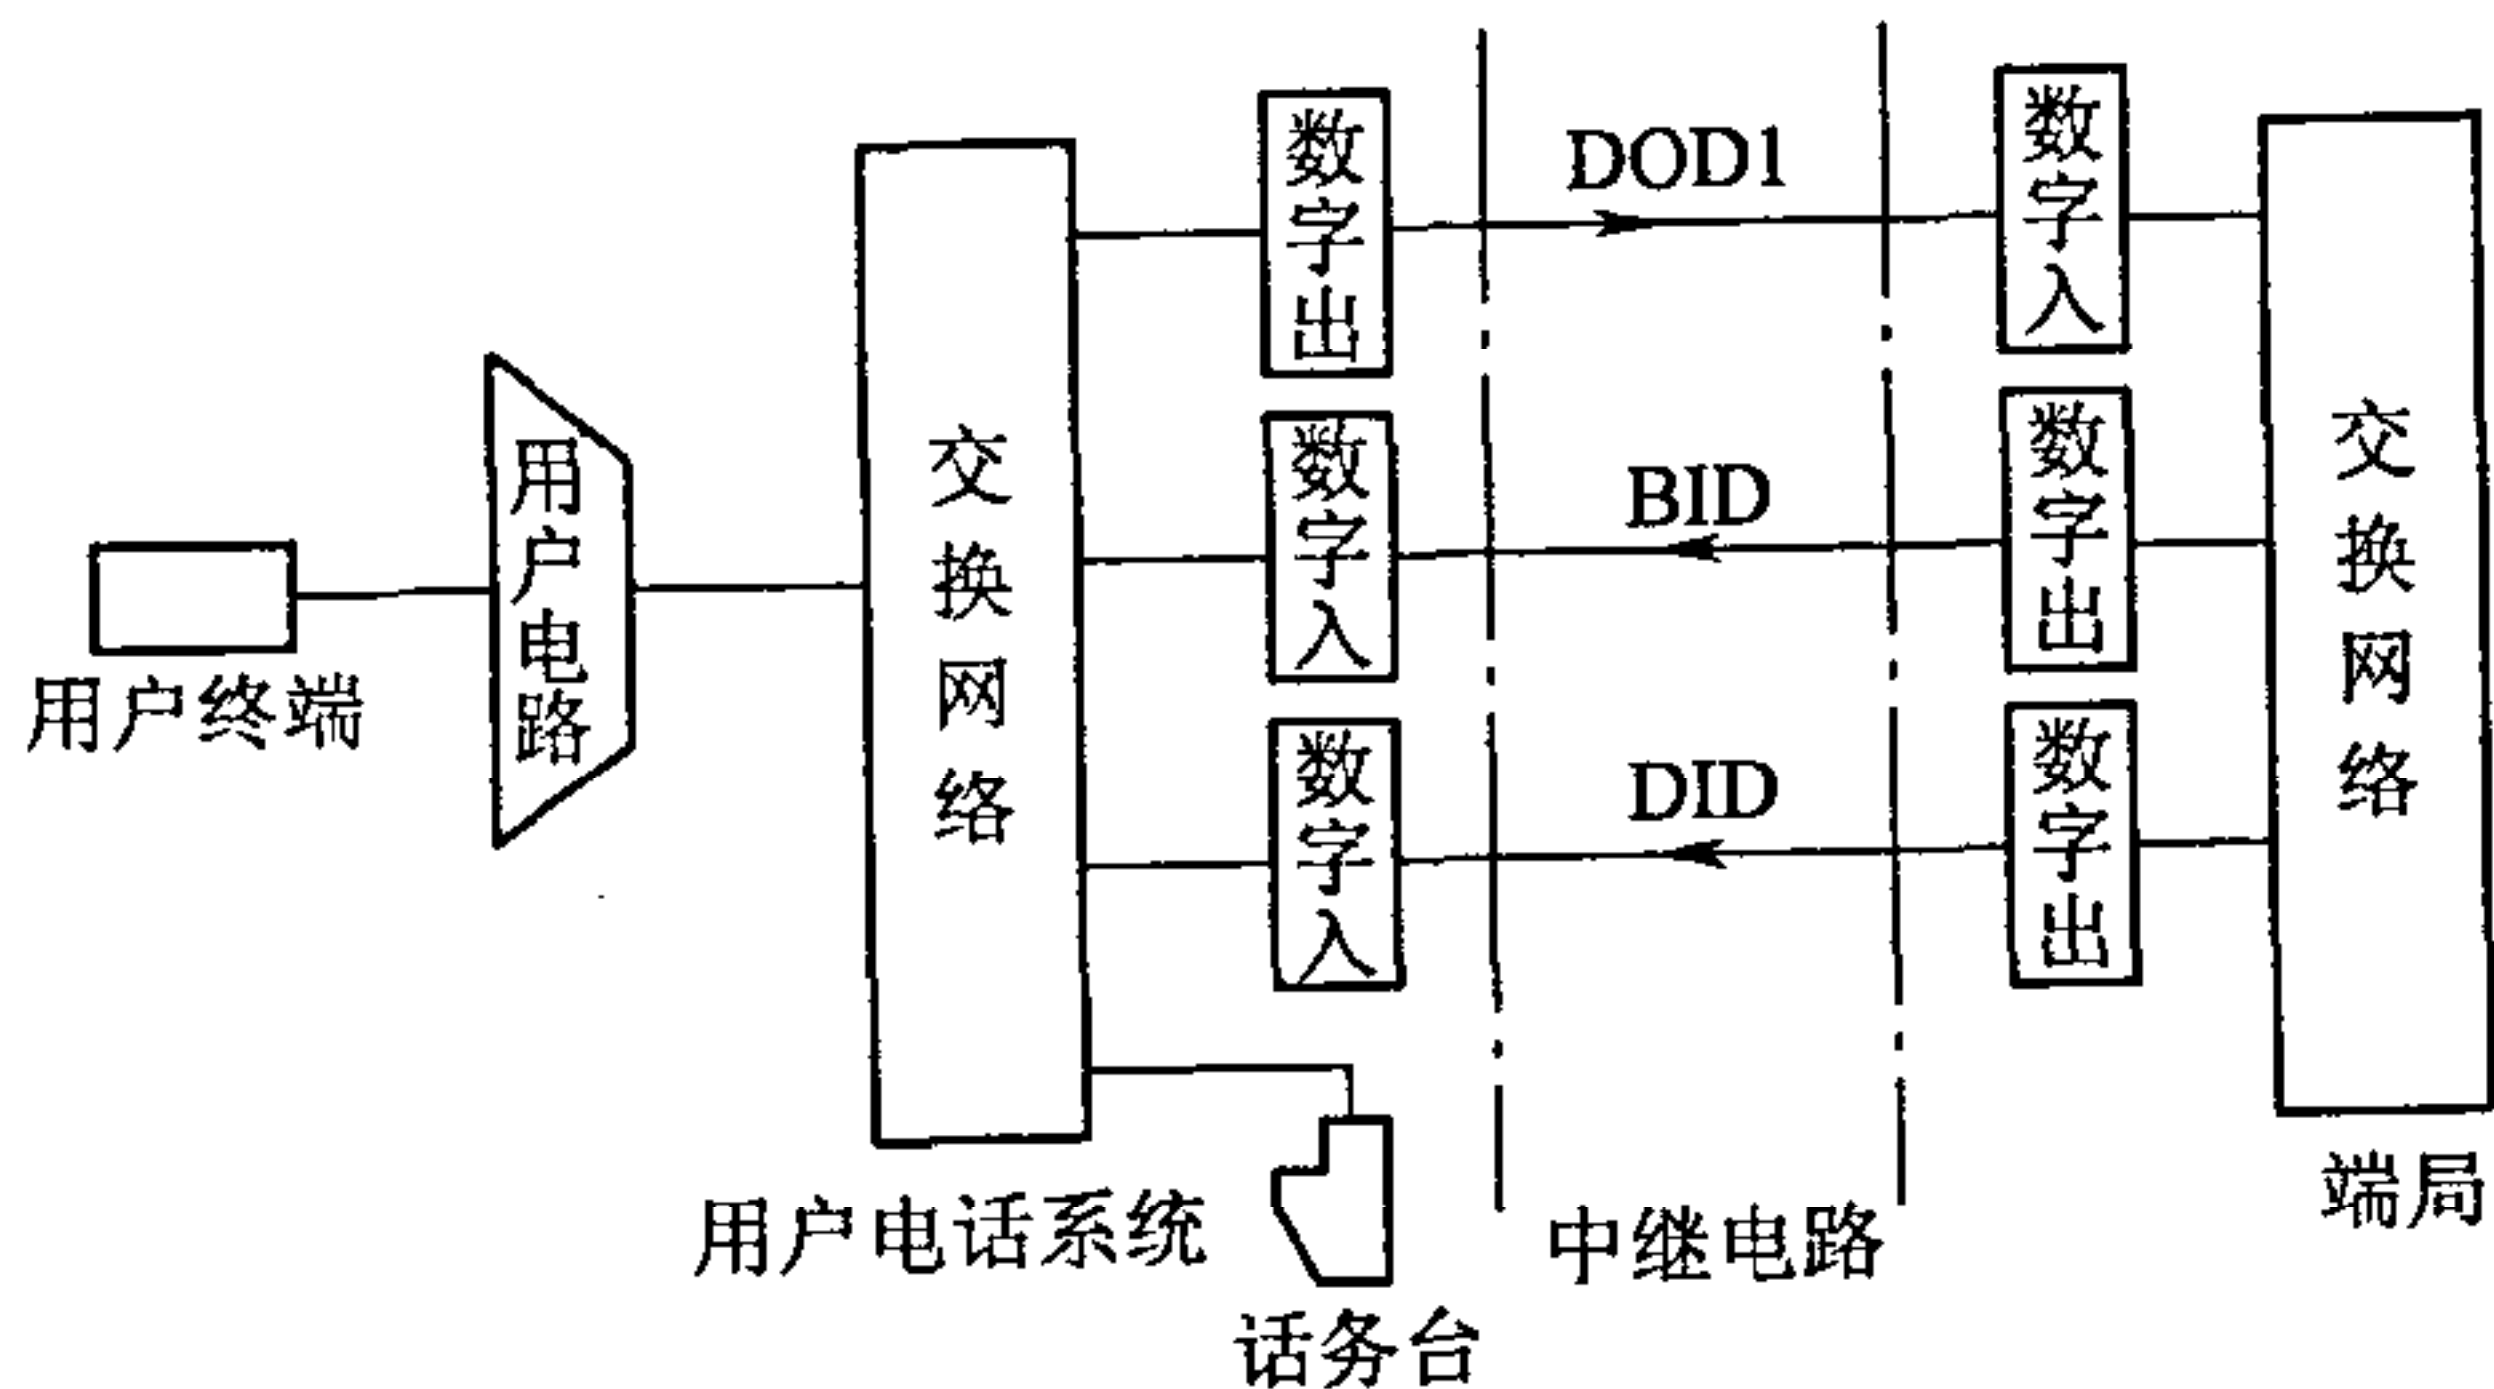 用户终端
用户电路
交换网络
数字出
数字入
数字入
DOD1
BID
DID
数字入
数字出
数字出
交换网络
用户电话系统
话务台
中继电路
端局